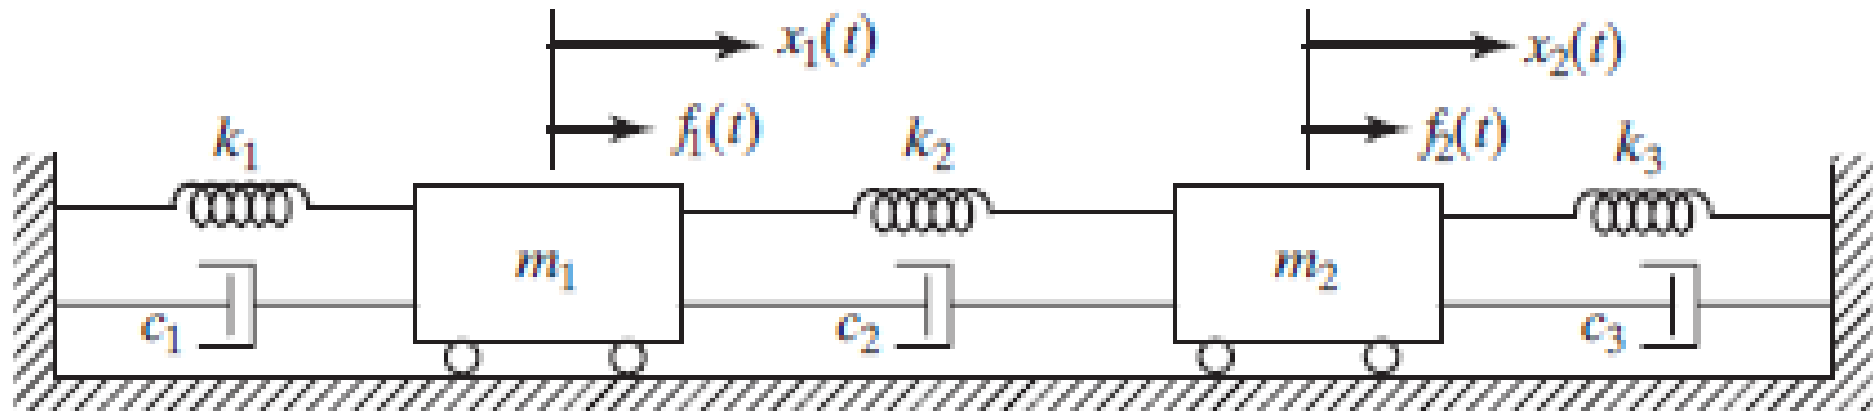 x₁(t) x₂(t)
f₁(t) f₂(t)
k₁ k₂ k₃
m₁ m₂
c₁ c₂ c₃